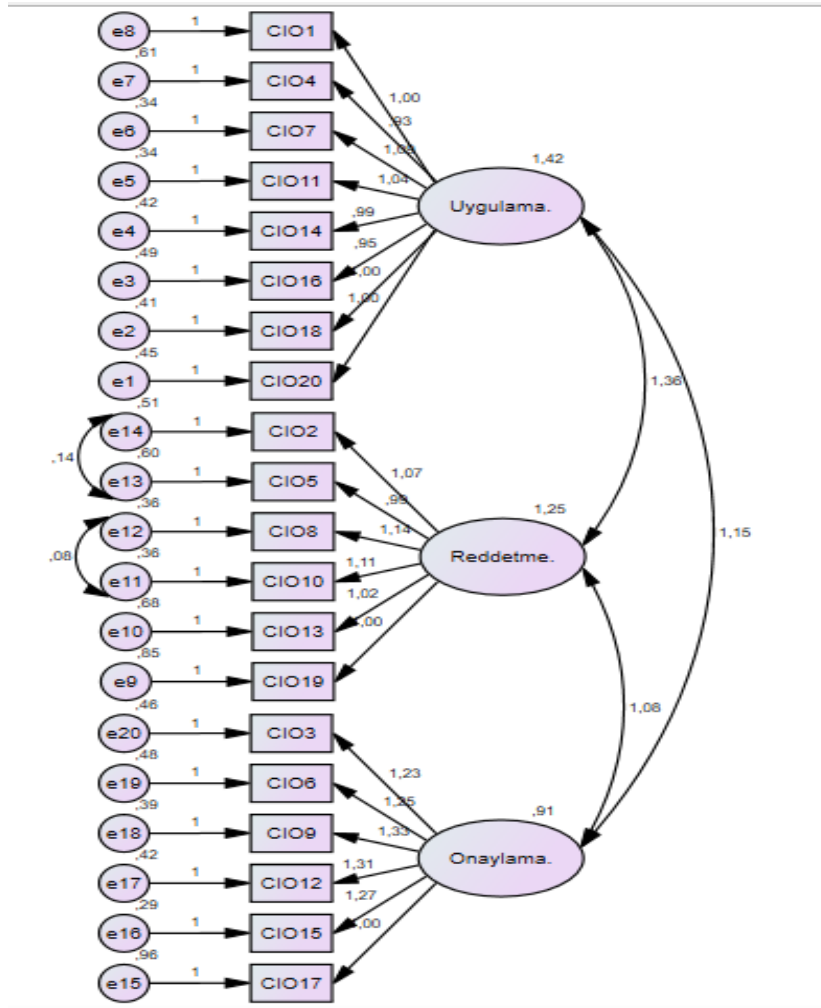 e8 1 CIO1
,61
e7 1 CIO4
1,00
,34
,93
e6 1 CIO7
,34
1,42
e5 1 CIO11
1,04
,42
Uygulama.
e4 1 CIO14
,99
,49
,95
e3 1 CIO16
,00
,41
1,00
e2 1 CIO18
,45
e1 1 CIO20
1,36
,51
e14 1 CIO2
,60
,14
1,07
e13 1 CIO5
,36
,99
1,25
e12 1 CIO8
1,14
1,15
,36
,08
Reddetme.
e11 1 CIO10
1,11
,68
1,02
e10 1 CIO13
,00
,85
e9 1 CIO19
,46
1,08
e20 1 CIO3
,48
1,23
e19 1 CIO6
,39
1,25
,91
e18 1 CIO9
1,33
,42
Onaylama.
e17 1 CIO12
1,31
,29
1,27
e16 1 CIO15
,00
,96
e15 1 CIO17